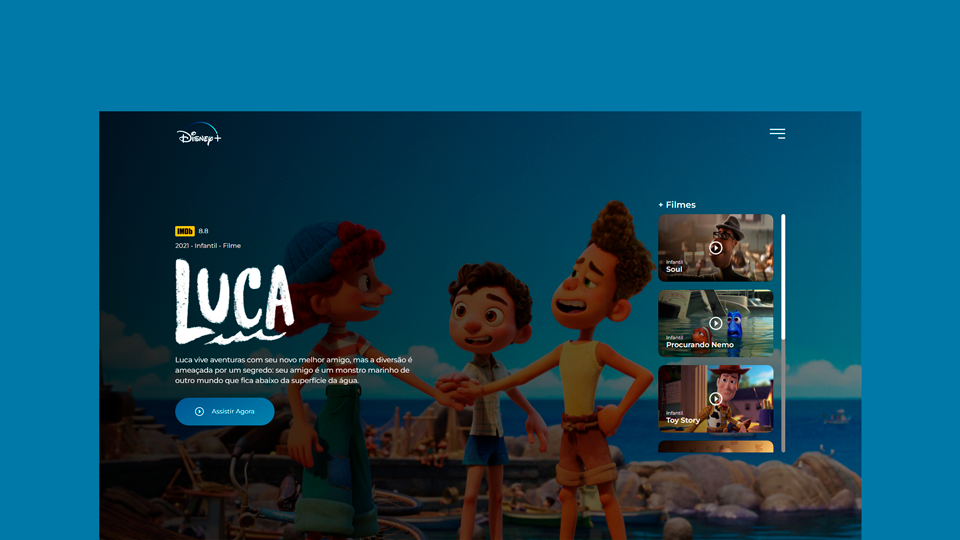 Disney+
IMDb 8.8
2021 - Infantil - Filme
LUCA
Luca vive aventuras com seu novo melhor amigo, mas a diversão é
ameaçada por um segredo: seu amigo é um monstro marinho de
outro mundo que fica abaixo da superfície da água.
Assistir Agora
+ Filmes
Infantil
Soul
Infantil
Procurando Nemo
Infantil
Toy Story